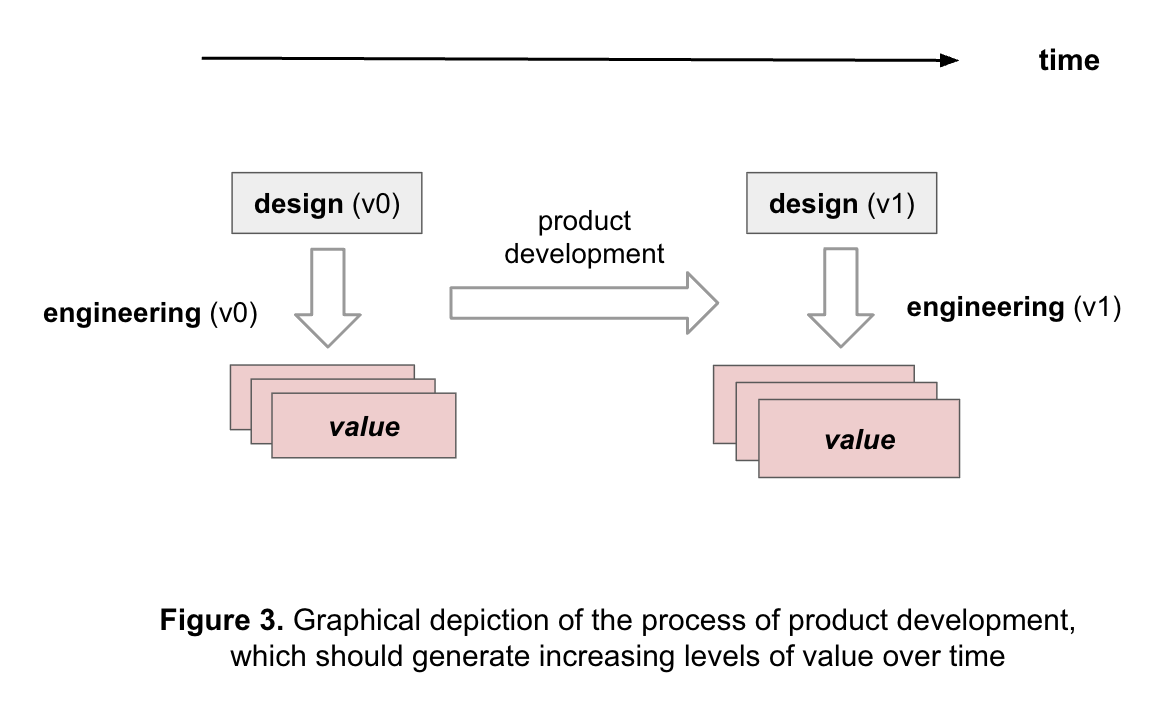 time
design (v0)
design (v1)
product
development
engineering (v0)
engineering (v1)
value
value
Figure 3. Graphical depiction of the process of product development,
which should generate increasing levels of value over time